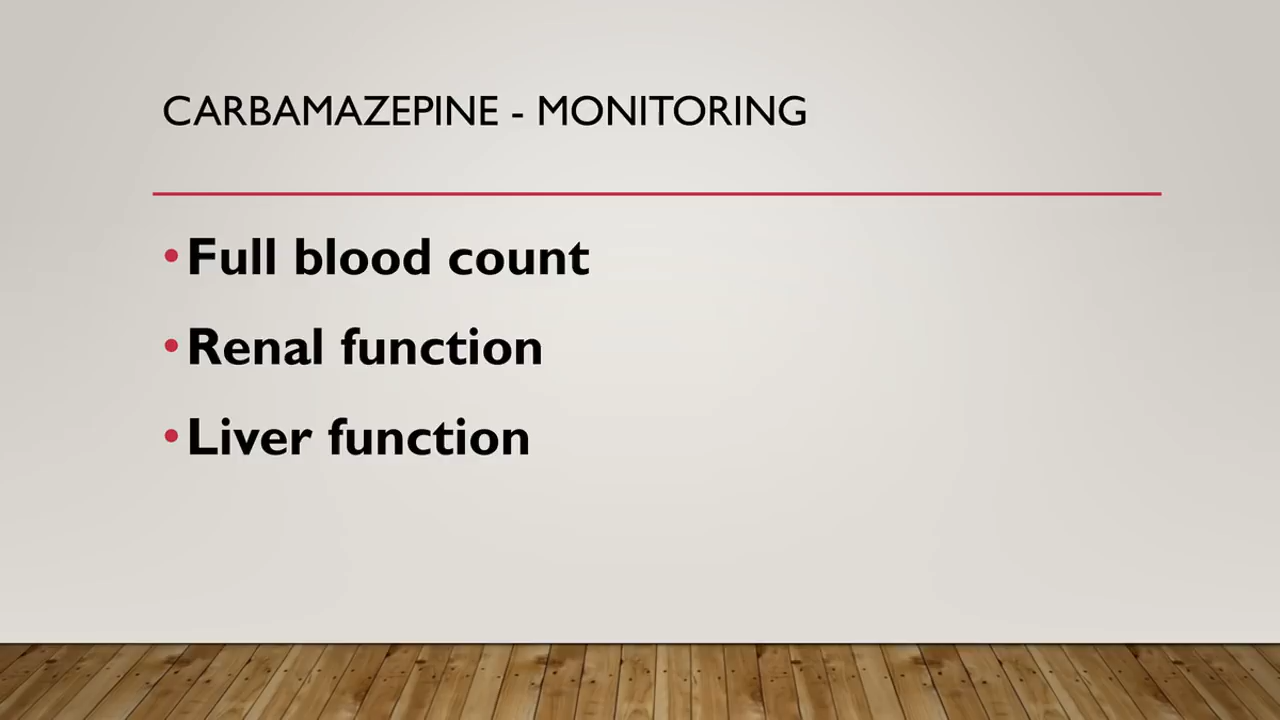 CARBAMAZEPINE - MONITORING
•Full blood count
•Renal function
•Liver function